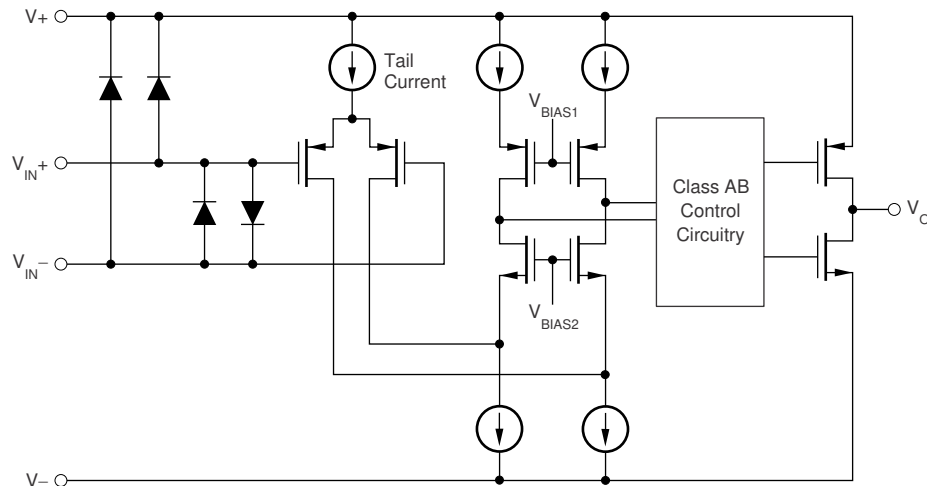 V+
Tail
Current
V_BIAS1
V_IN+
Class AB
Control
Circuitry
V_O
V_IN−
V_BIAS2
V−